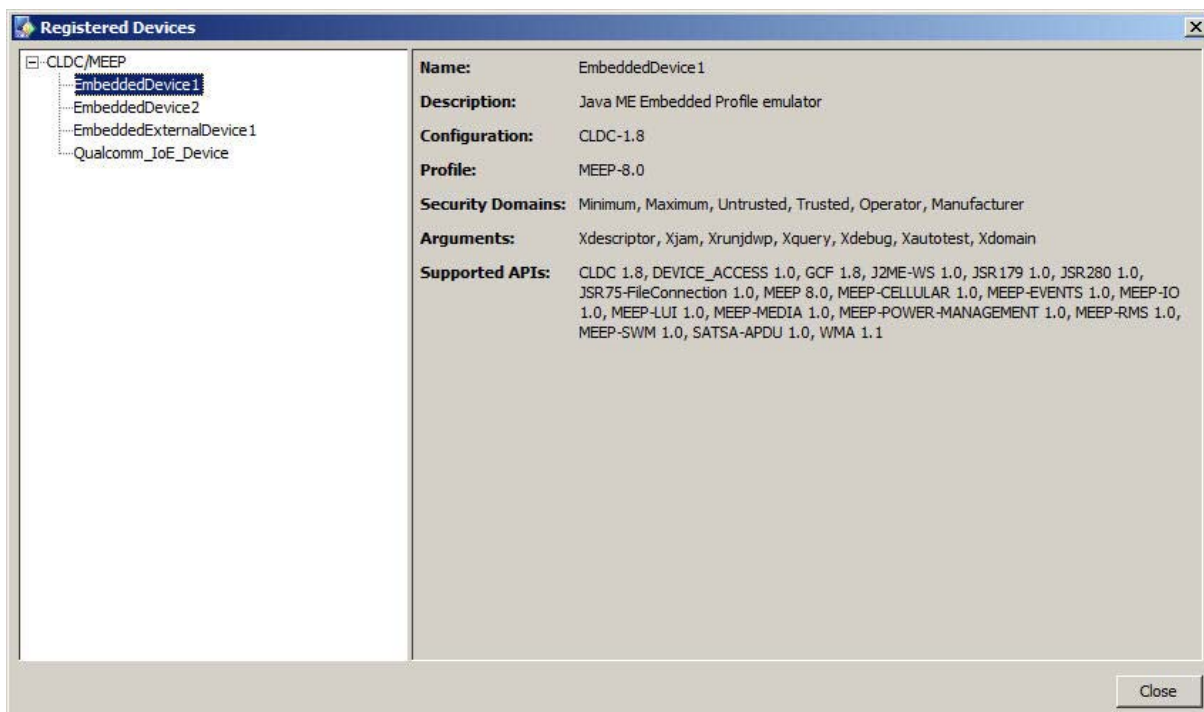 Registered Devices
CLDC/MEEP
EmbeddedDevice1
EmbeddedDevice2
EmbeddedExternalDevice1
Qualcomm_IoE_Device
Name: EmbeddedDevice1
Description: Java ME Embedded Profile emulator
Configuration: CLDC-1.8
Profile: MEEP-8.0
Security Domains: Minimum, Maximum, Untrusted, Trusted, Operator, Manufacturer
Arguments: Xdescriptor, Xjam, Xrunjdwp, Xquery, Xdebug, Xautotest, Xdomain
Supported APIs: CLDC 1.8, DEVICE_ACCESS 1.0, GCF 1.8, J2ME-WS 1.0, JSR179 1.0, JSR280 1.0,
JSR75-FileConnection 1.0, MEEP 8.0, MEEP-CELLULAR 1.0, MEEP-EVENTS 1.0, MEEP-IO
1.0, MEEP-LUI 1.0, MEEP-MEDIA 1.0, MEEP-POWER-MANAGEMENT 1.0, MEEP-RMS 1.0,
MEEP-SWM 1.0, SATSA-APDU 1.0, WMA 1.1
Close